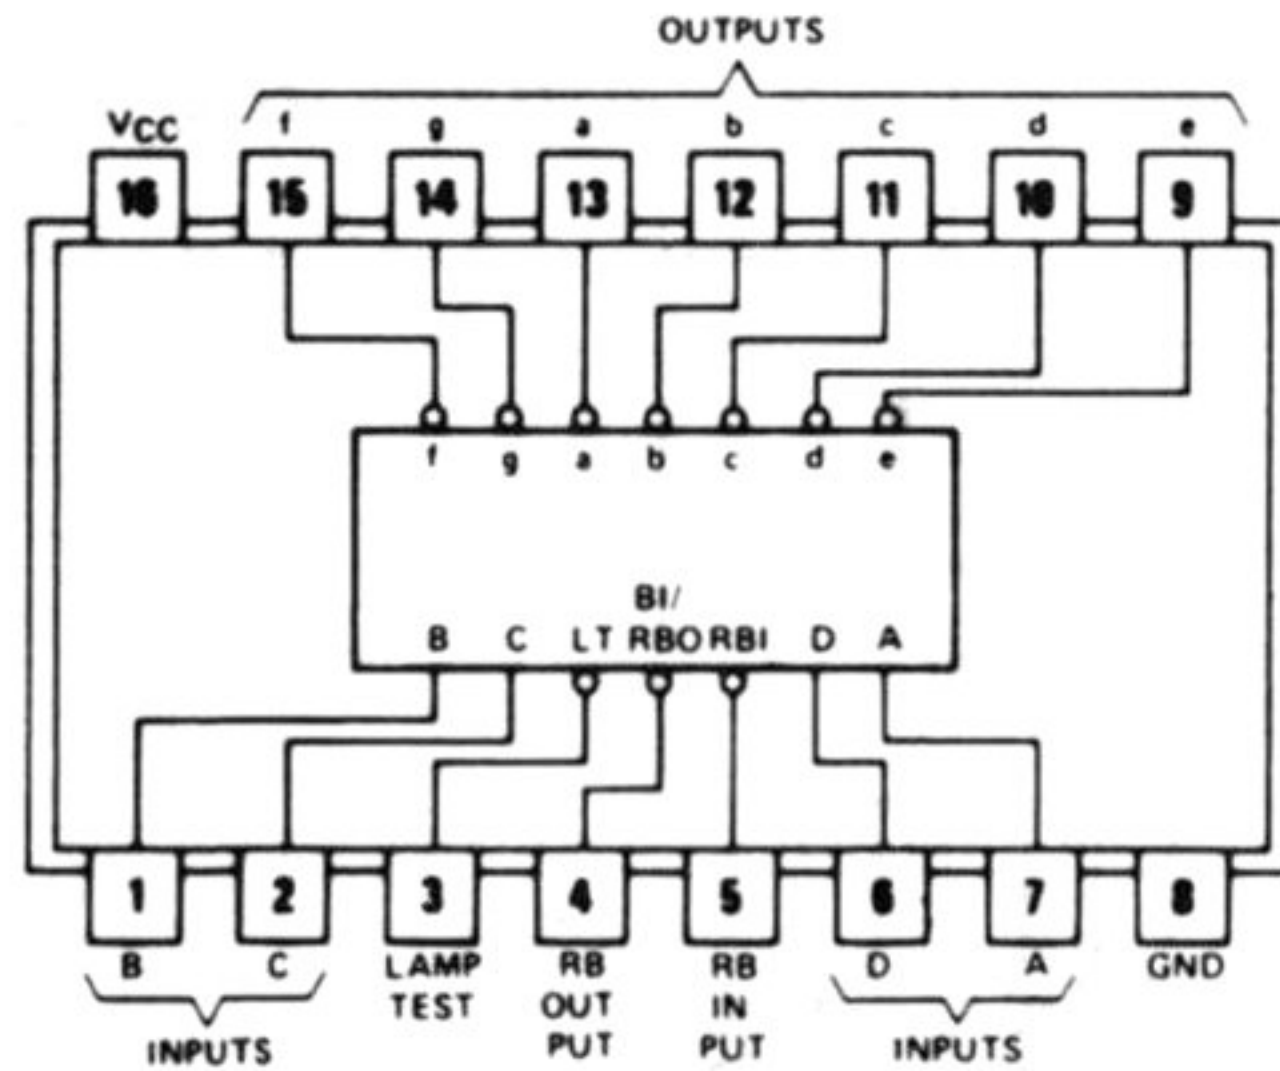 OUTPUTS
VCC f g a b c d e
16 15 14 13 12 11 10 9
f g a b c d e
BI/
B C LT RBO RBI D A
1 2 3 4 5 6 7 8
B C LAMP RB RB D A GND
TEST OUT IN
PUT PUT
INPUTS INPUTS